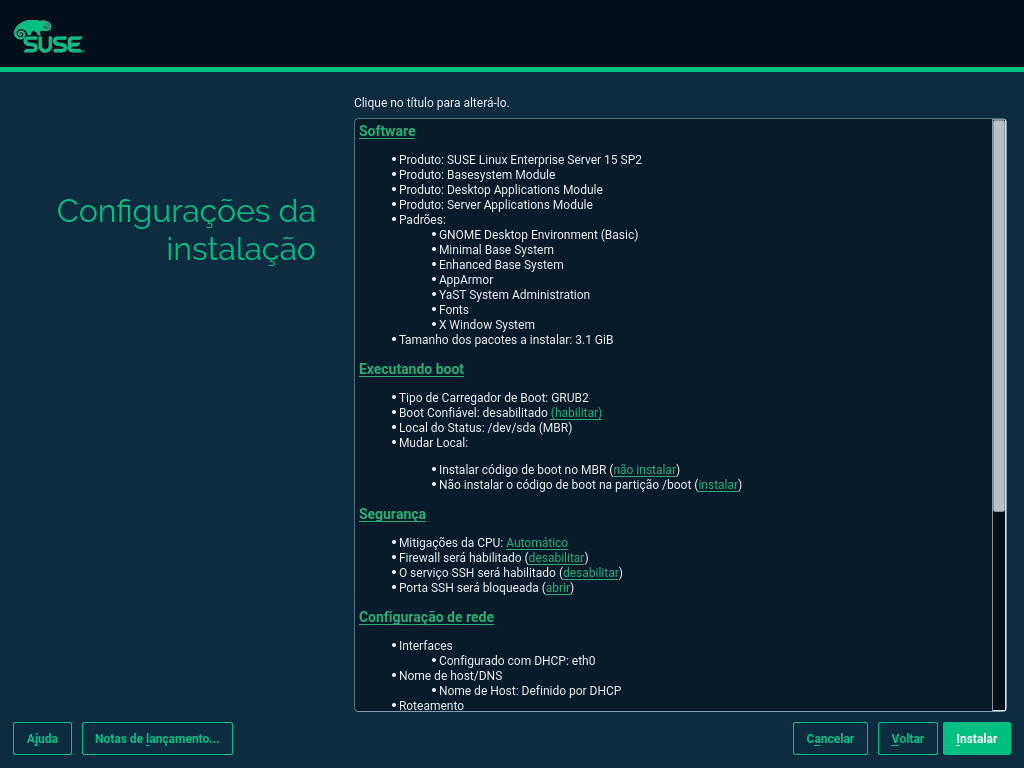 SUSE
Clique no título para alterá-lo.
Configurações da
instalação
Software
• Produto: SUSE Linux Enterprise Server 15 SP2
• Produto: Basesystem Module
• Produto: Desktop Applications Module
• Produto: Server Applications Module
• Padrões:
• GNOME Desktop Environment (Basic)
• Minimal Base System
• Enhanced Base System
• AppArmor
• YaST System Administration
• Fonts
• X Window System
• Tamanho dos pacotes a instalar: 3.1 GiB
Executando boot
• Tipo de Carregador de Boot: GRUB2
• Boot Confiável: desabilitado (habilitar)
• Local do Status: /dev/sda (MBR)
• Mudar Local:
• Instalar código de boot no MBR (não instalar)
• Não instalar o código de boot na partição /boot (instalar)
Segurança
• Mitigações da CPU: Automático
• Firewall será habilitado (desabilitar)
• O serviço SSH será habilitado (desabilitar)
• Porta SSH será bloqueada (abrir)
Configuração de rede
• Interfaces
• Configurado com DHCP: eth0
• Nome de host/DNS
• Nome de Host: Definido por DHCP
• Roteamento
Ajuda
Notas de lançamento...
Cancelar
Voltar
Instalar